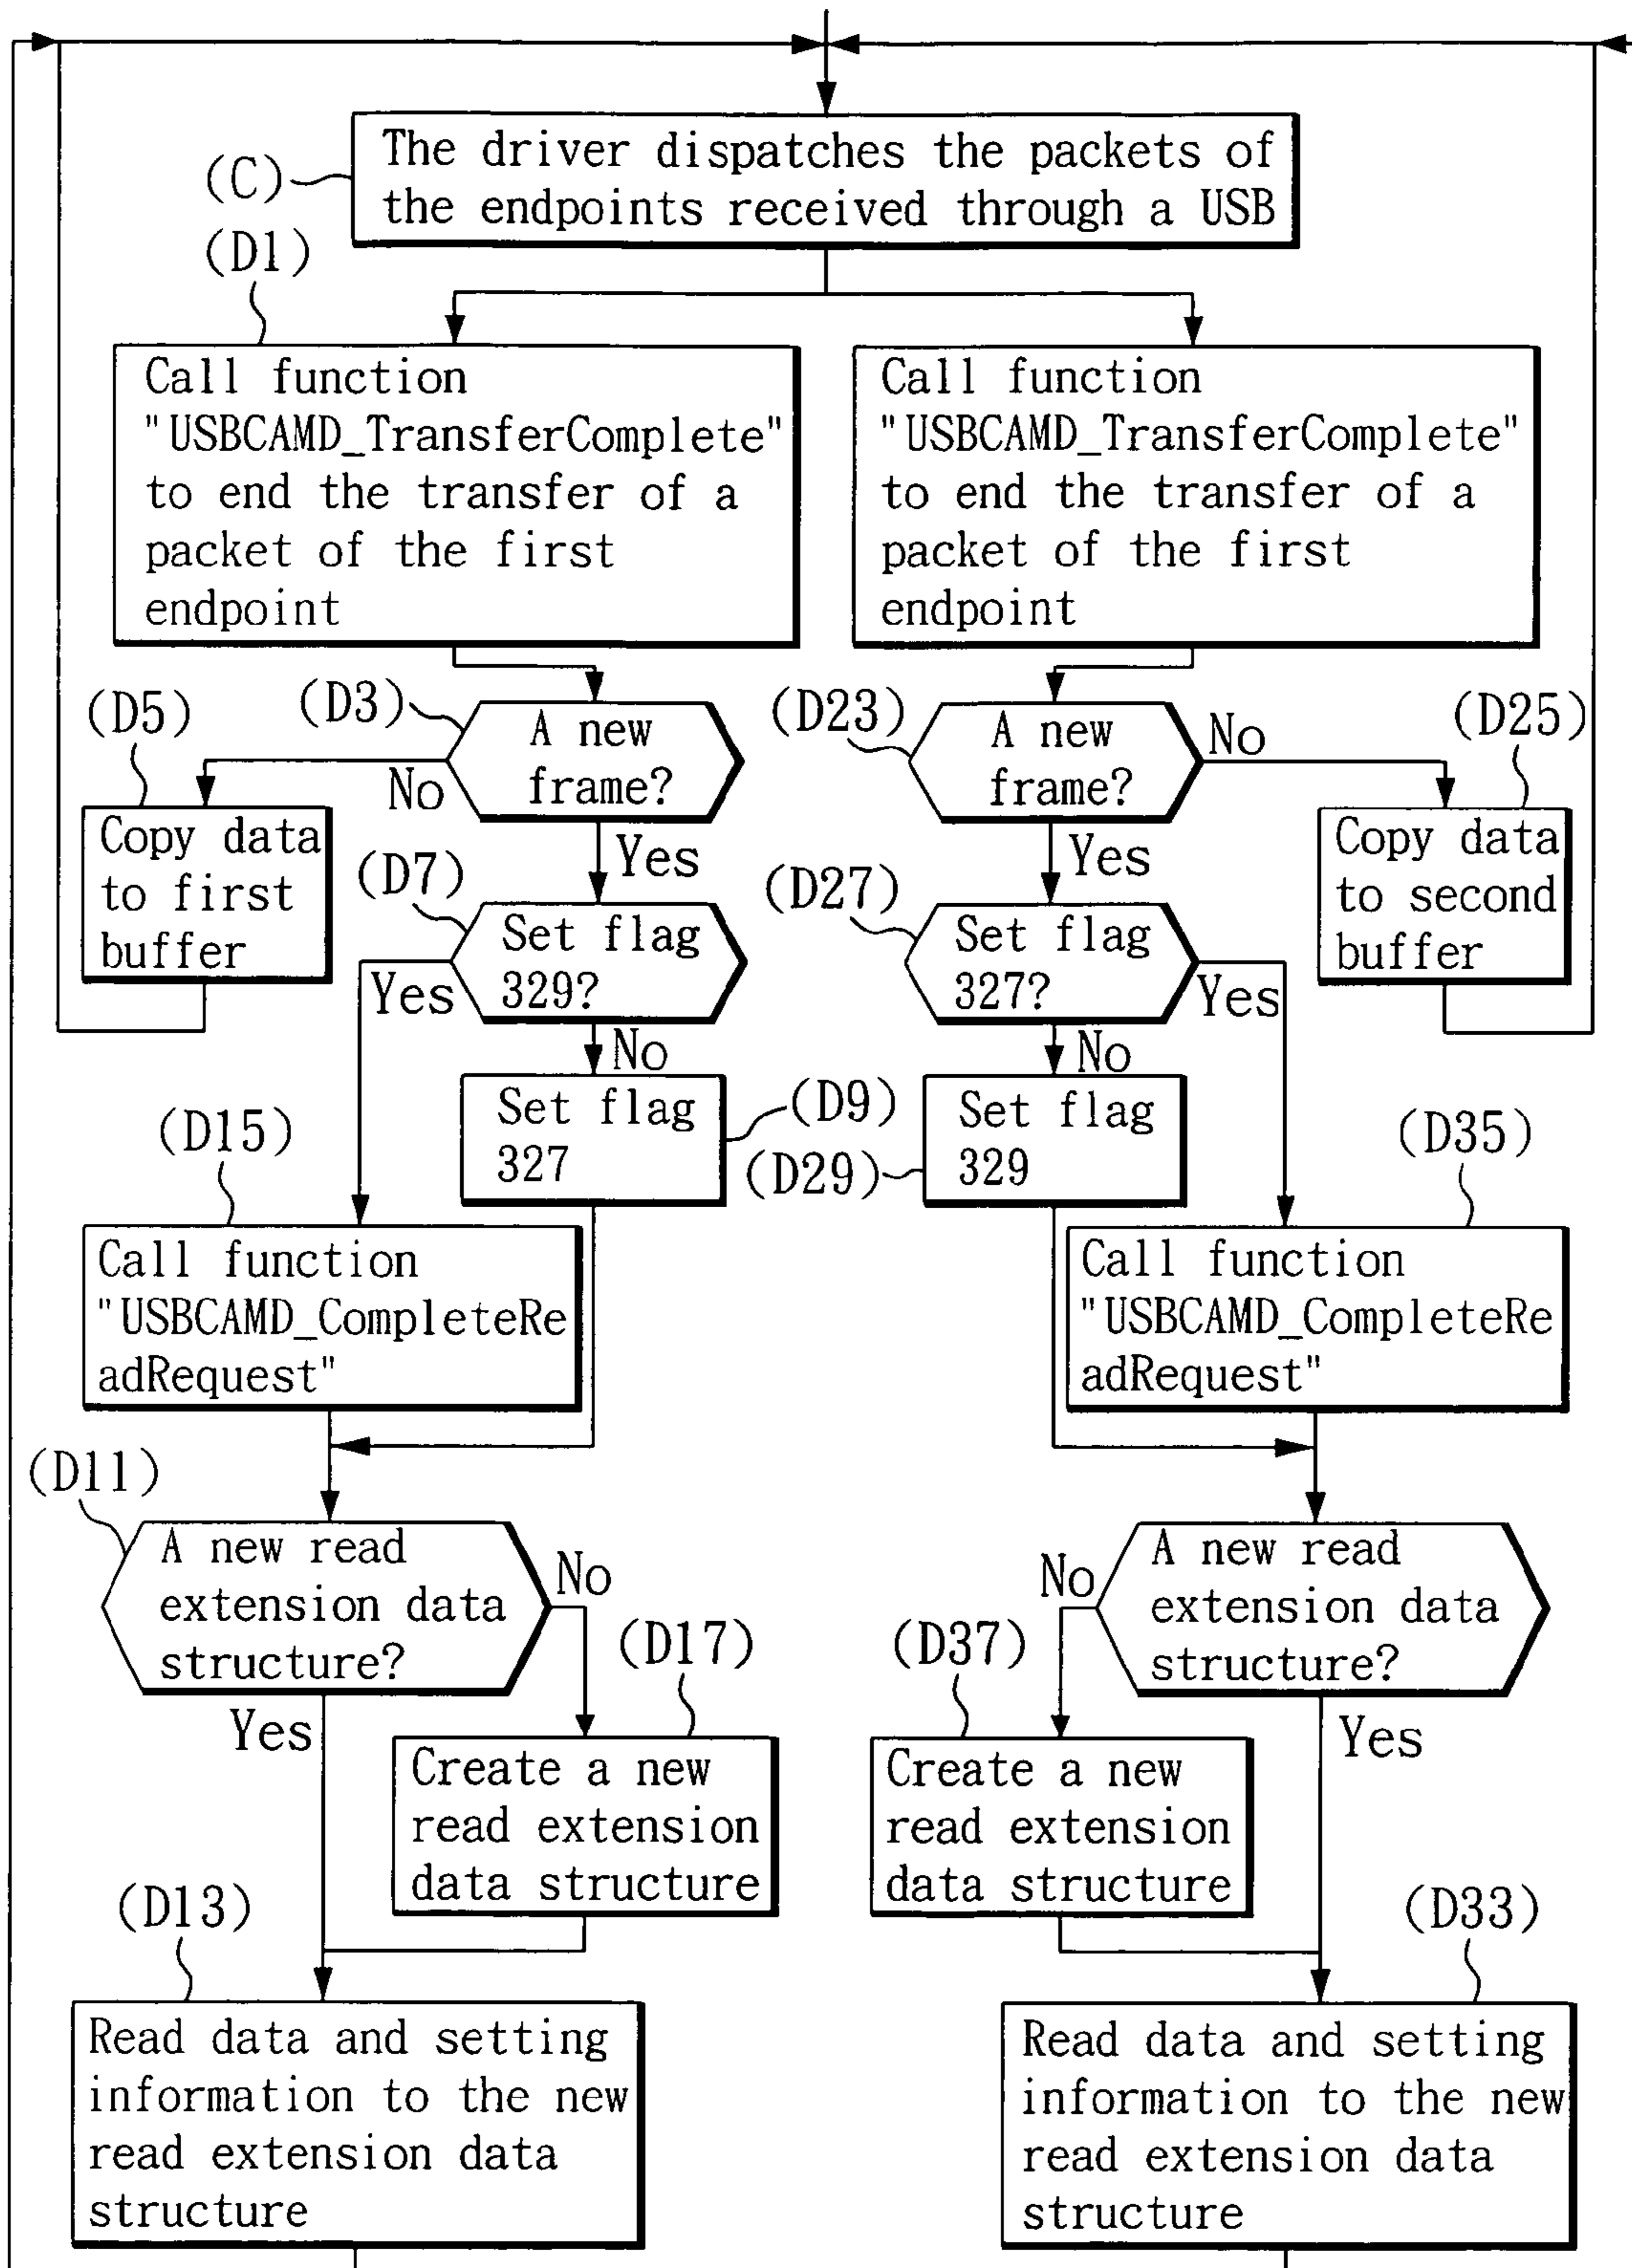 The driver dispatches the packets of
the endpoints received through a USB
(C)
(D1)
Call function
"USBCAMD_TransferComplete"
to end the transfer of a
packet of the first
endpoint
Call function
"USBCAMD_TransferComplete"
to end the transfer of a
packet of the first
endpoint
(D5)
(D3)
A new
frame?
No
Yes
(D23)
A new
frame?
No
Yes
(D25)
Copy data
to first
buffer
(D7)
Set flag
329?
Yes
No
(D27)
Set flag
327?
Yes
No
Copy data
to second
buffer
(D15)
Set flag
327
(D9)
(D29)
Set flag
329
(D35)
Call function
"USBCAMD_CompleteRe
adRequest"
Call function
"USBCAMD_CompleteRe
adRequest"
(D11)
A new read
extension data
structure?
No
Yes
A new read
extension data
structure?
No
Yes
(D17)
Create a new
read extension
data structure
(D37)
Create a new
read extension
data structure
(D13)
Read data and setting
information to the new
read extension data
structure
(D33)
Read data and setting
information to the new
read extension data
structure